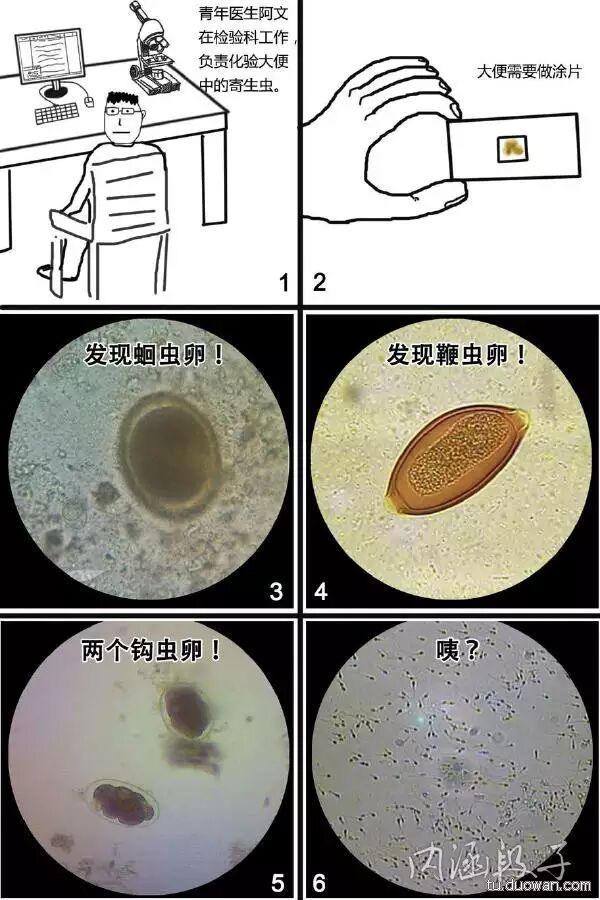 青年医生阿文
在检验科工作，
负责化验大便
中的寄生虫。
1
大便需要做涂片
2
发现蛔虫卵！
3
发现鞭虫卵！
4
两个钩虫卵！
5
咦？
6
内涵段子
tu.duowan.com